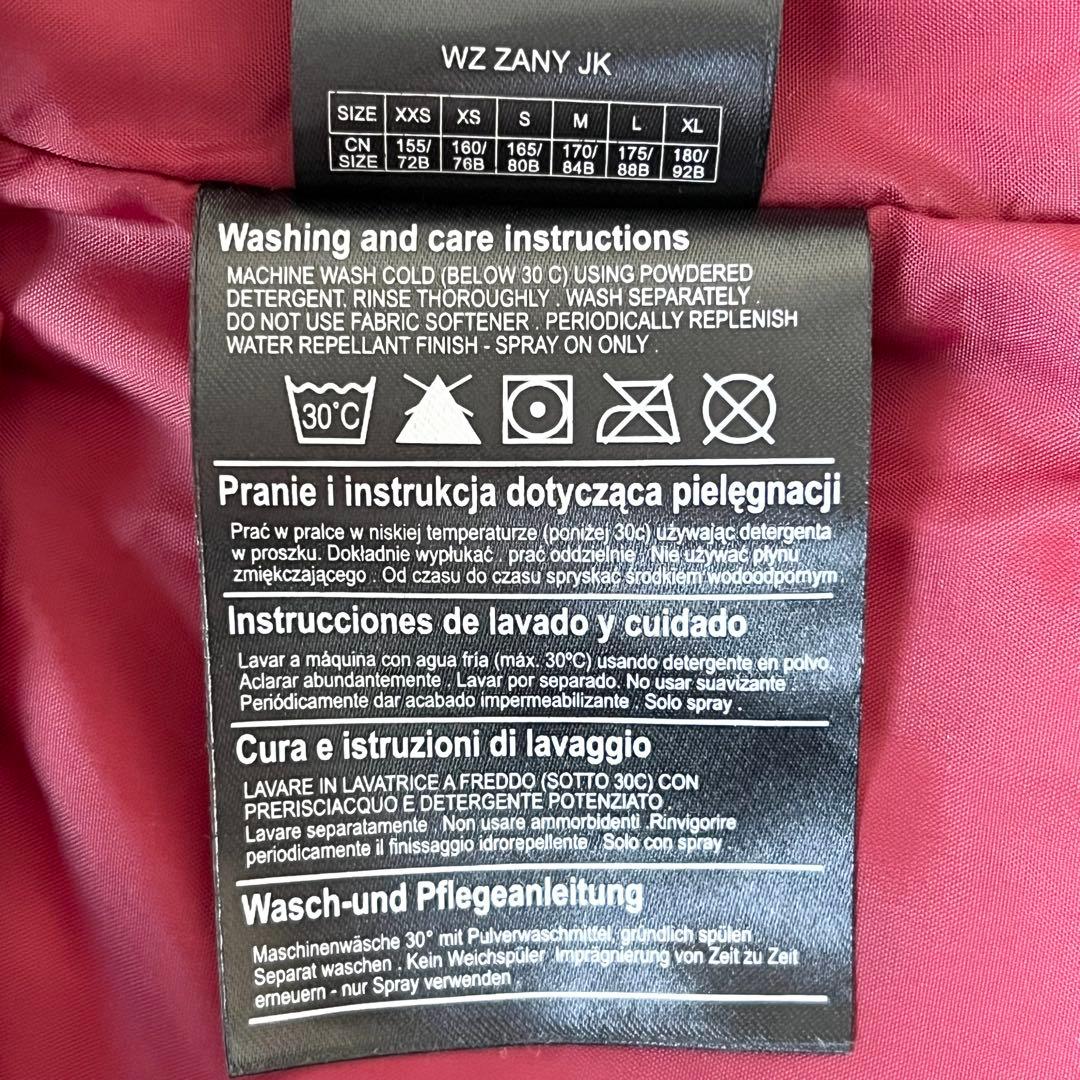 WZ ZANY JK
SIZE XXS XS S M L XL
CN SIZE 155/72B 160/76B 165/80B 170/84B 175/88B 180/92B
Washing and care instructions
MACHINE WASH COLD (BELOW 30 C) USING POWDERED
DETERGENT. RINSE THOROUGHLY . WASH SEPARATELY .
DO NOT USE FABRIC SOFTENER . PERIODICALLY REPLENISH
WATER REPELLANT FINISH - SPRAY ON ONLY .
30°C
Pranie i instrukcja dotycząca pielęgnacji
Prać w pralce w niskiej temperaturze (poniżej 30c) używając detergenta
w proszku. Dokładnie wypłukać . prać oddzielnie . Nie używać płynu
zmiękczającego . Od czasu do czasu spryskać środkiem wodoodpornym .
Instrucciones de lavado y cuidado
Lavar a máquina con agua fría (máx. 30ºC) usando detergente en polvo.
Aclarar abundantemente . Lavar por separado. No usar suavizante .
Periódicamente dar acabado impermeabilizante . Solo spray .
Cura e istruzioni di lavaggio
LAVARE IN LAVATRICE A FREDDO (SOTTO 30C) CON
PRERISCIACQUO E DETERGENTE POTENZIATO
Lavare separatamente . Non usare ammorbidenti .Rinvigorire
periodicamente il finissaggio idrorepellente . Solo con spray .
Wasch-und Pflegeanleitung
Maschinenwäsche 30° mit Pulverwaschmittel, gründlich spülen
Separat waschen . Kein Weichspüler . Imprägnierung von Zeit zu Zeit
erneuern - nur Spray verwenden .